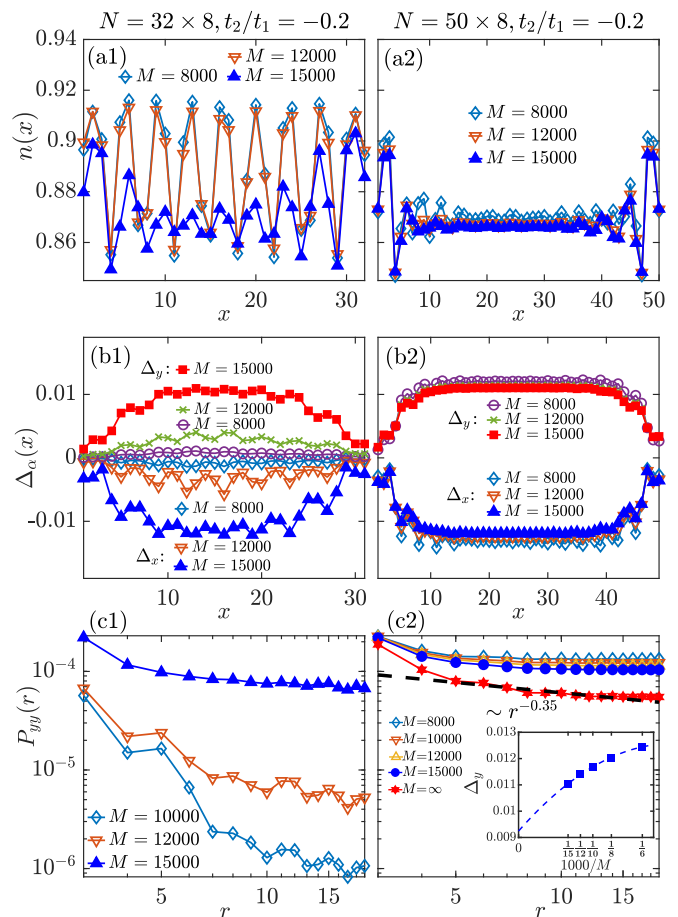 N = 32 × 8, t₂/t₁ = −0.2
N = 50 × 8, t₂/t₁ = −0.2
(a1)
M = 12000
M = 8000
M = 15000
0.94
0.92
0.9
0.88
0.86
n(x)
10
20
30
x
(a2)
M = 8000
M = 12000
M = 15000
10
20
30
40
50
x
(b1)
Δy: M = 15000
M = 12000
M = 8000
0.01
0
-0.01
Δα(x)
M = 8000
Δx: M = 12000
M = 15000
10
20
30
x
(b2)
M = 8000
Δy: M = 12000
M = 15000
M = 8000
Δx: M = 12000
M = 15000
10
20
30
40
x
(c1)
10⁻⁴
10⁻⁵
10⁻⁶
Pyy(r)
M = 10000
M = 12000
M = 15000
5
10
15
r
(c2)
∼ r^−0.35
M=8000
M=10000
M=12000
M=15000
M=∞
0.013
0.012
0.011
0.01
0.009
Δy
0
1/15
1/12
1/10
1/8
1/6
1000/M
5
10
15
r